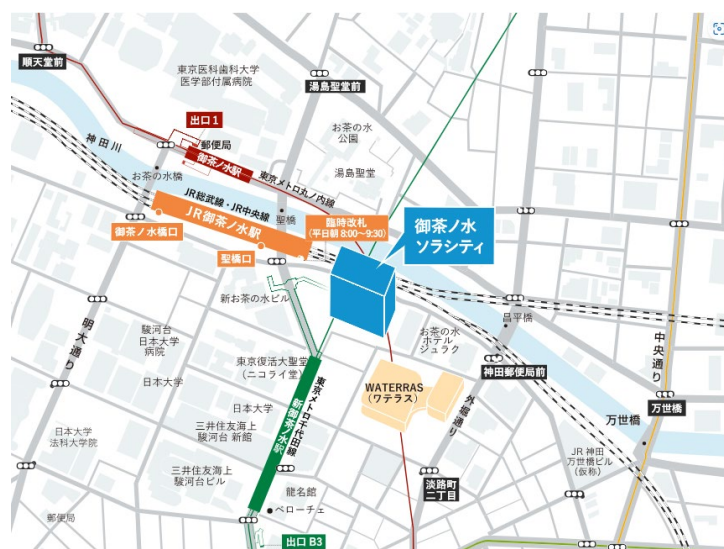 順天堂前
東京医科歯科大学
医学部付属病院
湯島聖堂前
出口1
郵便局
お茶の水
公園
神田川
御茶ノ水駅
お茶の水橋
東京メトロ丸ノ内線
湯島聖堂
JR総武線・JR中央線
聖橋
JR御茶ノ水駅
臨時改札
(平日朝 8:00~9:30)
御茶ノ水
ソラシティ
御茶ノ水橋口
聖橋口
新お茶の水ビル
昌平橋
明大通り
駿河台
日本大学
病院
お茶の水
ホテル
ジュラク
中央通り
東京復活大聖堂
(ニコライ堂)
神田郵便局前
日本大学
WATERRAS
(ワテラス)
外堀通り
万世橋
東京メトロ千代田線
新御茶ノ水駅
日本大学
日本大学
法科大学院
三井住友海上
駿河台 新館
万世橋
JR神田
万世橋ビル
(仮称)
三井住友海上
駿河台ビル
淡路町
二丁目
龍名館
ベローチェ
郵便局
出口 B3